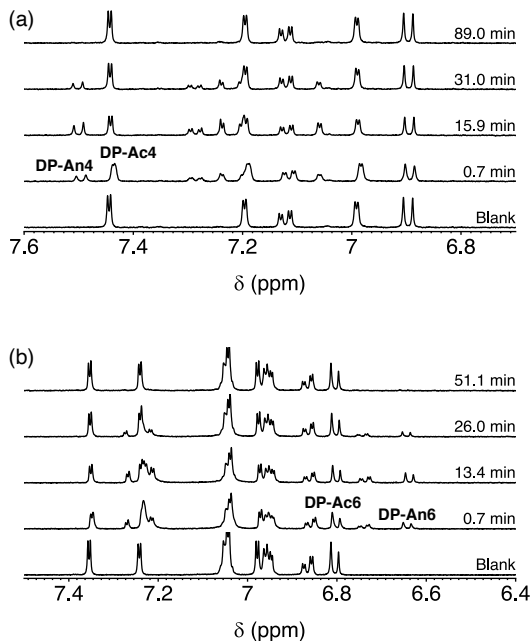 (a)
89.0 min
31.0 min
15.9 min
DP-An4 DP-Ac4
0.7 min
Blank
7.6 7.4 7.2 7 6.8
δ (ppm)
(b)
51.1 min
26.0 min
13.4 min
DP-Ac6 DP-An6
0.7 min
Blank
7.4 7.2 7 6.8 6.6 6.4
δ (ppm)